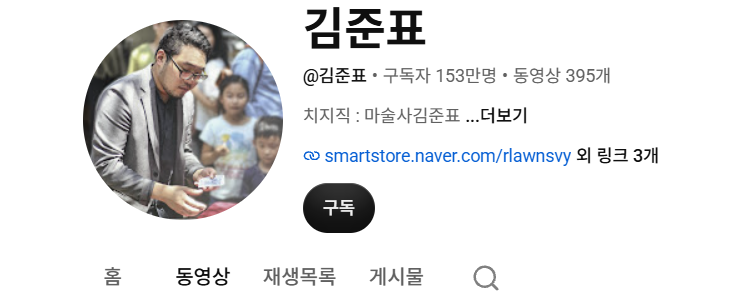 김준표
@김준표 • 구독자 153만명 • 동영상 395개
치지직 : 마술사김준표 ...더보기
smartstore.naver.com/rlawnsvy 외 링크 3개
구독
홈 동영상 재생목록 게시물